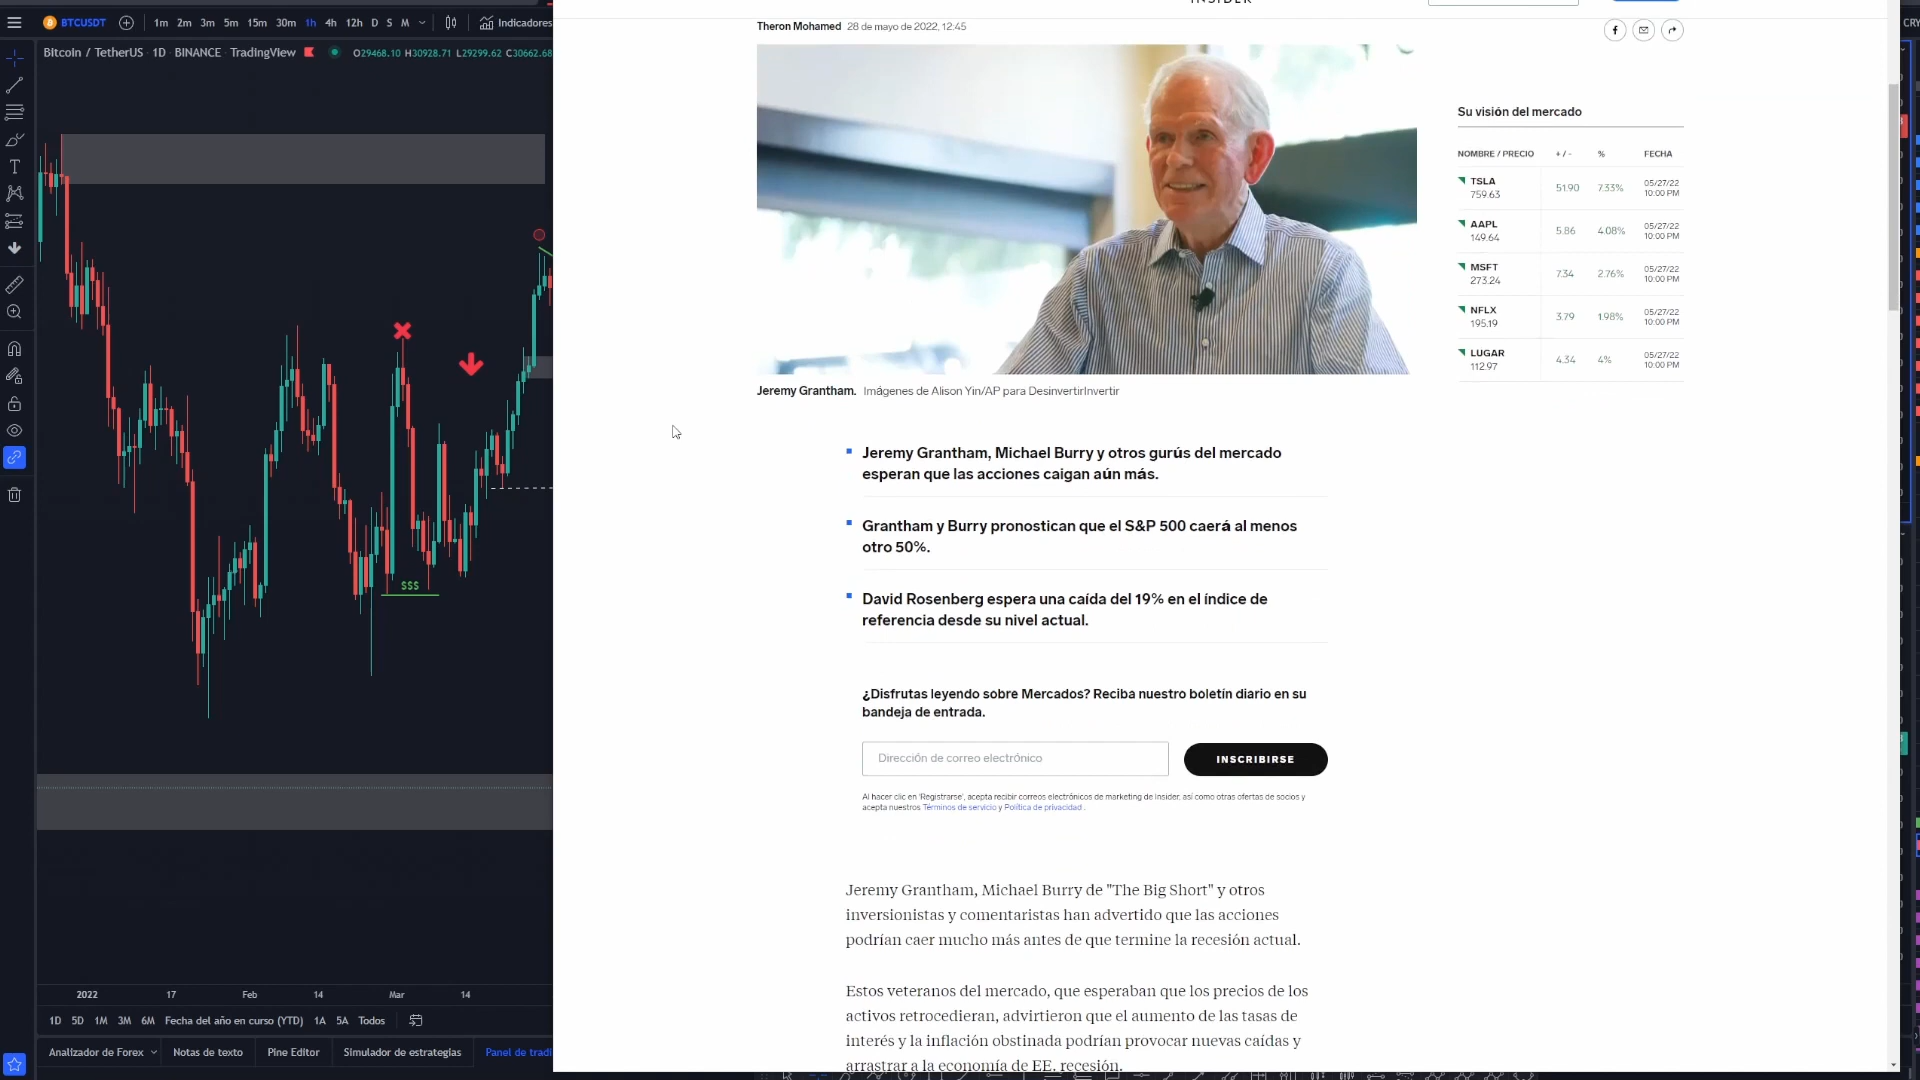 BTCUSDT
1m 2m 3m 5m 15m 30m 1h 4h 12h D S M
Indicadores
Bitcoin / TetherUS · 1D · BINANCE · TradingView
O29468.10 H30928.71 L29299.62 C30662.68
$$$
2022 17 Feb 14 Mar 14
1D 5D 1M 3M 6M Fecha del año en curso (YTD) 1A 5A Todos
Analizador de Forex Notas de texto Pine Editor Simulador de estrategias Panel de tradi
INSIDER
Theron Mohamed 28 de mayo de 2022, 12:45
Jeremy Grantham. Imágenes de Alison Yin/AP para DesinvertirInvertir
Jeremy Grantham, Michael Burry y otros gurús del mercado
esperan que las acciones caigan aún más.
Grantham y Burry pronostican que el S&P 500 caerá al menos
otro 50%.
David Rosenberg espera una caída del 19% en el índice de
referencia desde su nivel actual.
¿Disfrutas leyendo sobre Mercados? Reciba nuestro boletín diario en su
bandeja de entrada.
Dirección de correo electrónico
INSCRIBIRSE
Al hacer clic en 'Registrarse', acepta recibir correos electrónicos de marketing de Insider, así como otras ofertas de socios y
acepta nuestros Términos de servicio y Política de privacidad .
Jeremy Grantham, Michael Burry de "The Big Short" y otros
inversionistas y comentaristas han advertido que las acciones
podrían caer mucho más antes de que termine la recesión actual.
Estos veteranos del mercado, que esperaban que los precios de los
activos retrocedieran, advirtieron que el aumento de las tasas de
interés y la inflación obstinada podrían provocar nuevas caídas y
arrastrar a la economía de EE. recesión.
Su visión del mercado
NOMBRE / PRECIO + / - % FECHA
TSLA
759.63
51.90 7.33%
05/27/22
10:00 PM
AAPL
149.64
5.86 4.08%
05/27/22
10:00 PM
MSFT
273.24
7.34 2.76%
05/27/22
10:00 PM
NFLX
195.19
3.79 1.98%
05/27/22
10:00 PM
LUGAR
112.97
4.34 4%
05/27/22
10:00 PM
CRY